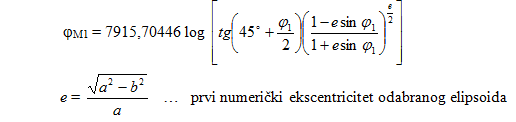 φM1 = 7915,70446 log [ tg( 45° + φ1/2 ) ( (1 − e sin φ1) / (1 + e sin φ1) )^(e/2) ]
e = √(a² − b²) / a … prvi numerički ekscentricitet odabranog elipsoida